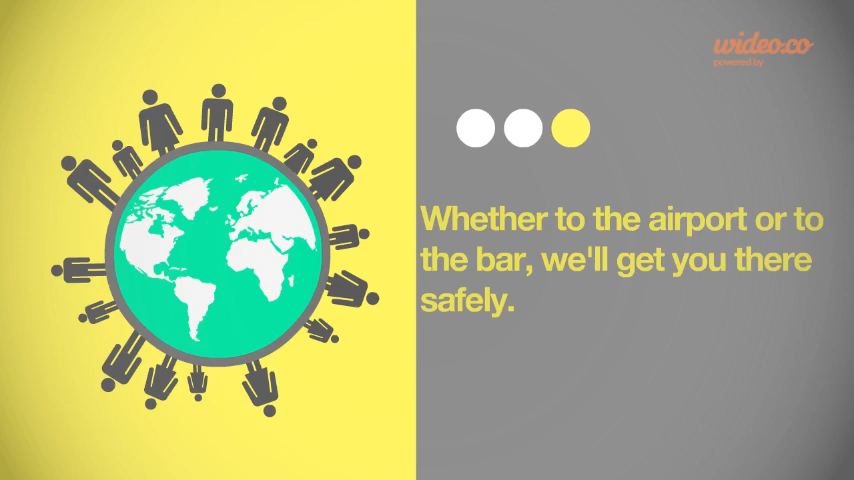 wideo.co
powered by
Whether to the airport or to
the bar, we'll get you there
safely.